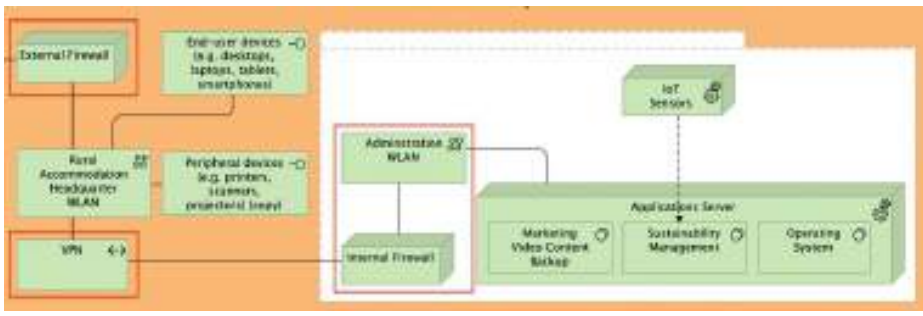 External Firewall
End-user devices
(e.g. desktops,
laptops, tablets,
smartphones)
IoT
Sensors
Rural
Accommodation
Headquarter
WLAN
Peripheral devices
(e.g. printers,
scanners,
projectors)
Administration
WLAN
Applications Server
Marketing
Video Content
Backup
Sustainability
Management
Operating
System
VPN
Internal Firewall